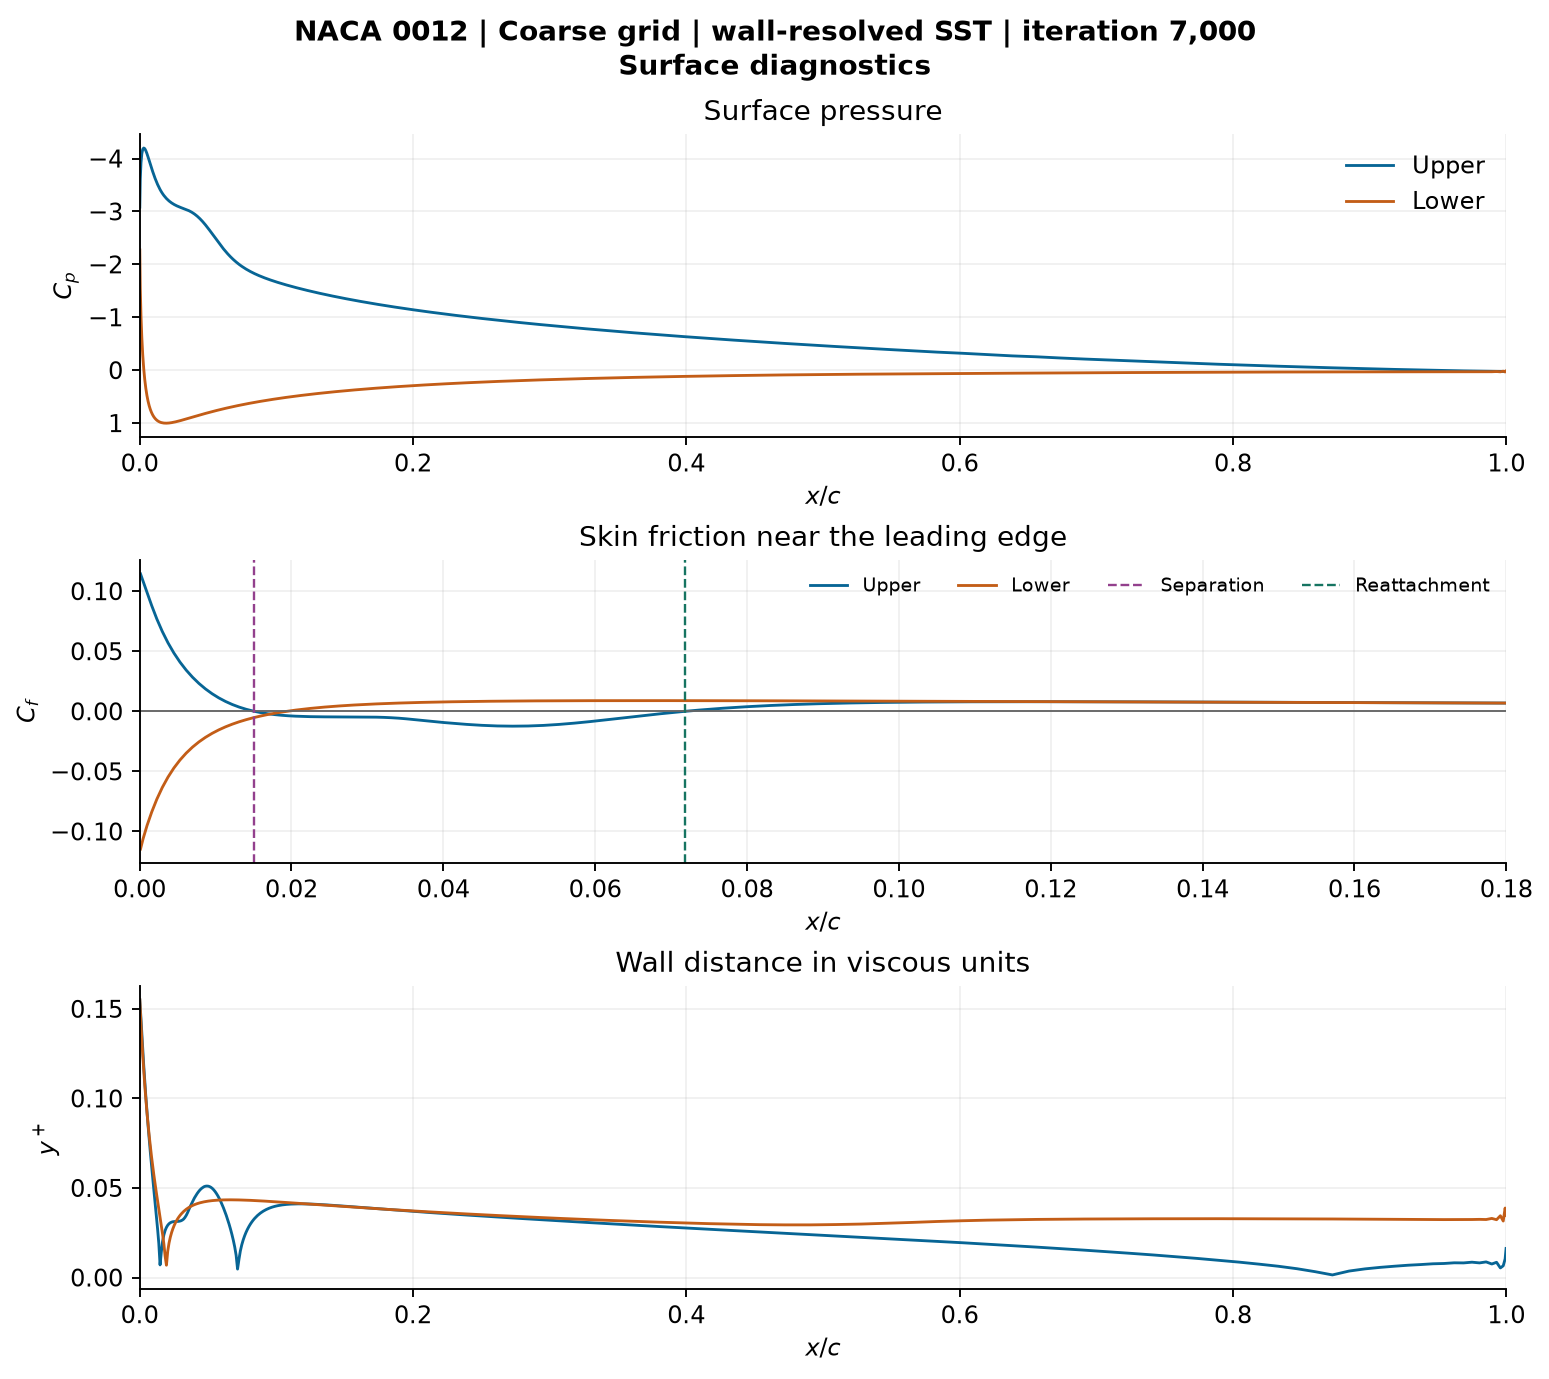 NACA 0012 | Coarse grid | wall-resolved SST | iteration 7,000
Surface diagnostics
Surface pressure
−4
−3
−2
−1
0
1
Cp
Upper
Lower
0.0 0.2 0.4 0.6 0.8 1.0
x/c
Skin friction near the leading edge
0.10
0.05
0.00
−0.05
−0.10
Cf
Upper Lower Separation Reattachment
0.00 0.02 0.04 0.06 0.08 0.10 0.12 0.14 0.16 0.18
x/c
Wall distance in viscous units
0.15
0.10
0.05
0.00
y+
0.0 0.2 0.4 0.6 0.8 1.0
x/c